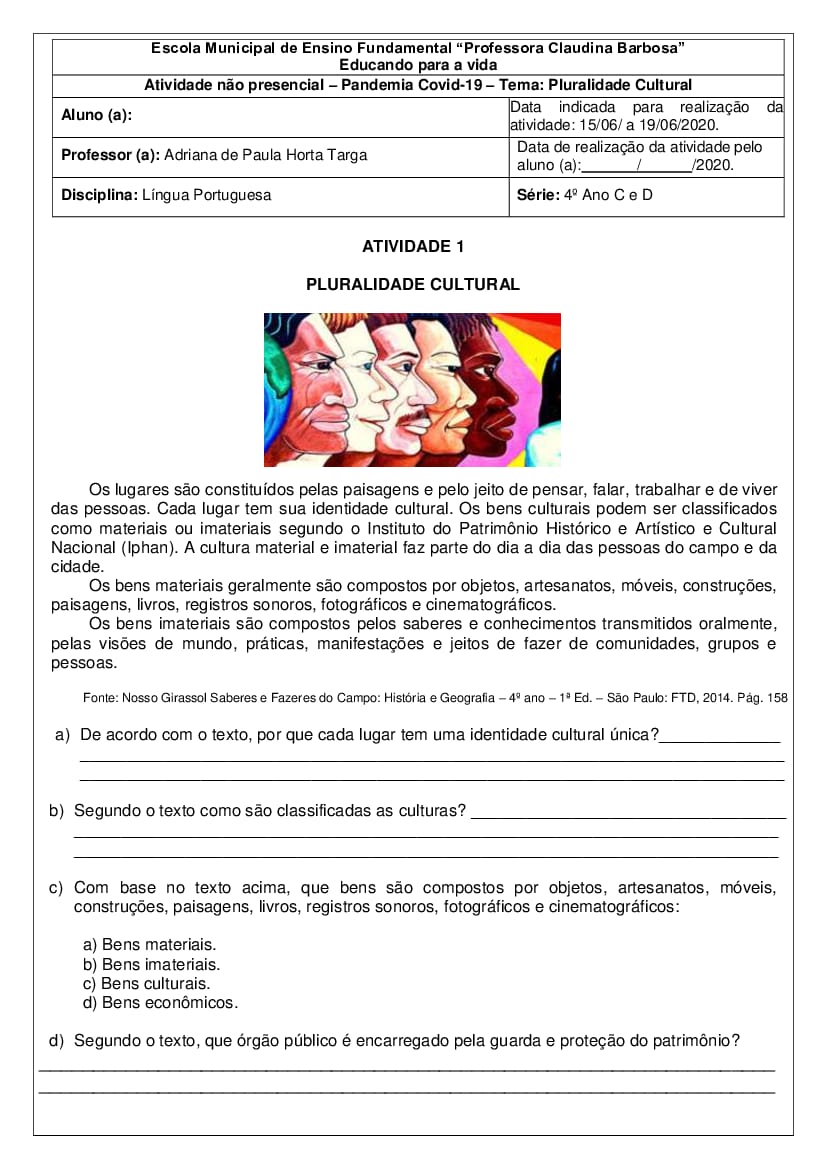 Escola Municipal de Ensino Fundamental “Professora Claudina Barbosa”
Educando para a vida
Atividade não presencial – Pandemia Covid-19 – Tema: Pluralidade Cultural
Aluno (a):
Data indicada para realização da
atividade: 15/06/ a 19/06/2020.
Professor (a): Adriana de Paula Horta Targa
Data de realização da atividade pelo
aluno (a):_______/______/2020.
Disciplina: Língua Portuguesa
Série: 4º Ano C e D
ATIVIDADE 1
PLURALIDADE CULTURAL
Os lugares são constituídos pelas paisagens e pelo jeito de pensar, falar, trabalhar e de viver
das pessoas. Cada lugar tem sua identidade cultural. Os bens culturais podem ser classificados
como materiais ou imateriais segundo o Instituto do Patrimônio Histórico e Artístico e Cultural
Nacional (Iphan). A cultura material e imaterial faz parte do dia a dia das pessoas do campo e da
cidade.
Os bens materiais geralmente são compostos por objetos, artesanatos, móveis, construções,
paisagens, livros, registros sonoros, fotográficos e cinematográficos.
Os bens imateriais são compostos pelos saberes e conhecimentos transmitidos oralmente,
pelas visões de mundo, práticas, manifestações e jeitos de fazer de comunidades, grupos e
pessoas.
Fonte: Nosso Girassol Saberes e Fazeres do Campo: História e Geografia – 4º ano – 1ª Ed. – São Paulo: FTD, 2014. Pág. 158
a) De acordo com o texto, por que cada lugar tem uma identidade cultural única?______________
b) Segundo o texto como são classificadas as culturas? ____________________________________
c) Com base no texto acima, que bens são compostos por objetos, artesanatos, móveis,
construções, paisagens, livros, registros sonoros, fotográficos e cinematográficos:
a) Bens materiais.
b) Bens imateriais.
c) Bens culturais.
d) Bens econômicos.
d) Segundo o texto, que órgão público é encarregado pela guarda e proteção do patrimônio?